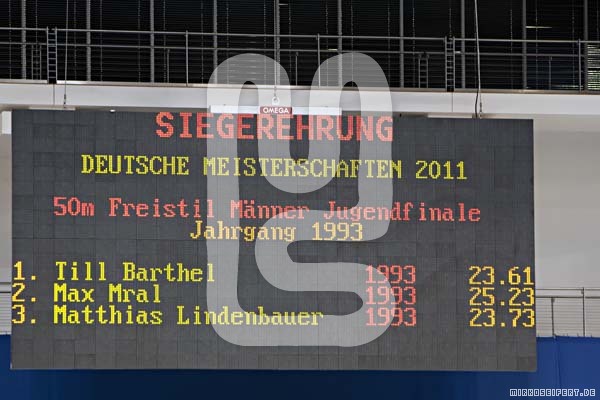 OMEGA
SIEGEREHRUNG
DEUTSCHE MEISTERSCHAFTEN 2011
50m Freistil Männer Jugendfinale
Jahrgang 1993
1. Till Barthel 1993 23.61
2. Max Mral 1993 25.23
3. Matthias Lindenbauer 1993 23.73
MIRKOSEIFERT.DE